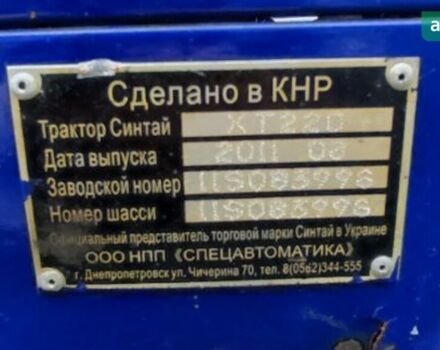 Сделано в КНР
Трактор Синтай XT220
Дата выпуска 2011 06
Заводской номер 11S083996
Номер шасси 11S083996
Официальный представитель торговой марки Синтай в Украине
ООО НПП «СПЕЦАВТОМАТИКА»
г. Днепропетровск ул. Чичерина 70, тел. 8(0562)344-555